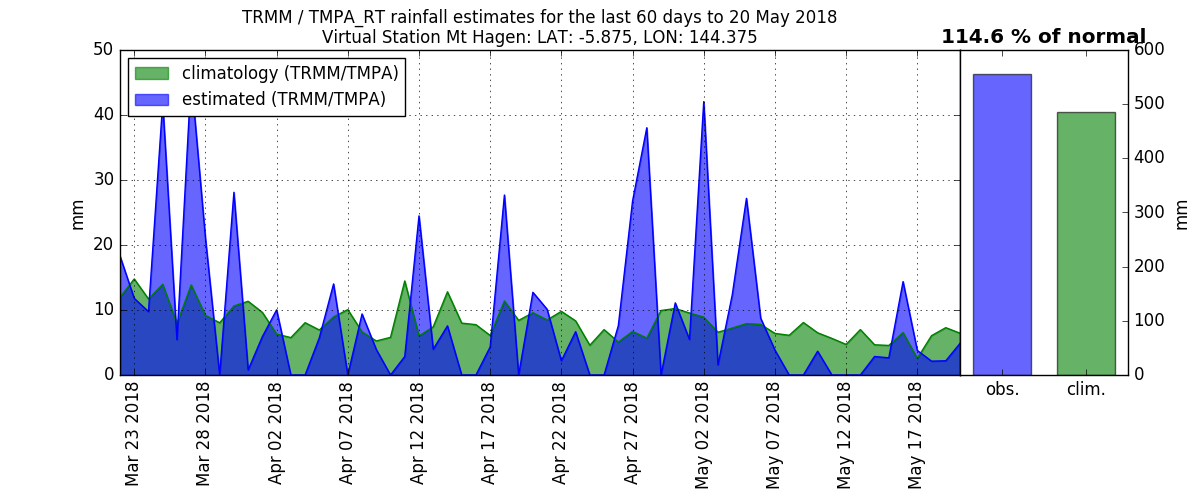 TRMM / TMPA_RT rainfall estimates for the last 60 days to 20 May 2018
Virtual Station Mt Hagen: LAT: -5.875, LON: 144.375
114.6 % of normal
climatology (TRMM/TMPA)
estimated (TRMM/TMPA)
mm
50
40
30
20
10
0
Mar 23 2018
Mar 28 2018
Apr 02 2018
Apr 07 2018
Apr 12 2018
Apr 17 2018
Apr 22 2018
Apr 27 2018
May 02 2018
May 07 2018
May 12 2018
May 17 2018
obs.
clim.
600
500
400
300
200
100
0
mm